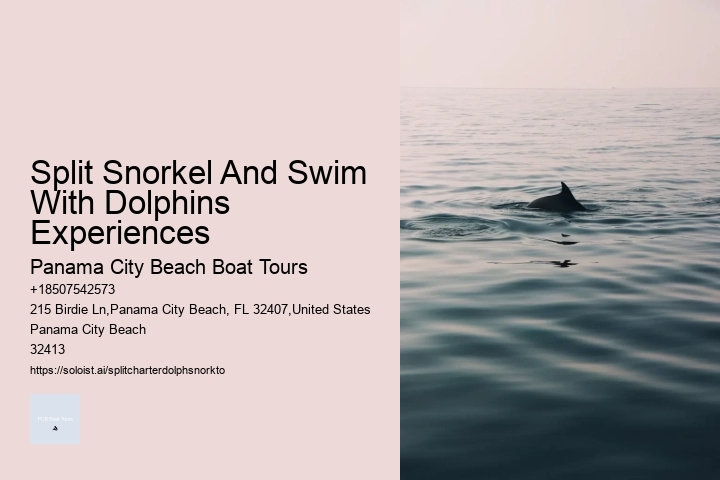 Split Snorkel And Swim
With Dolphins
Experiences
Panama City Beach Boat Tours
+18507542573
215 Birdie Ln,Panama City Beach, FL 32407,United States
Panama City Beach
32413
https://soloist.ai/splitcharterdolphsnorkto